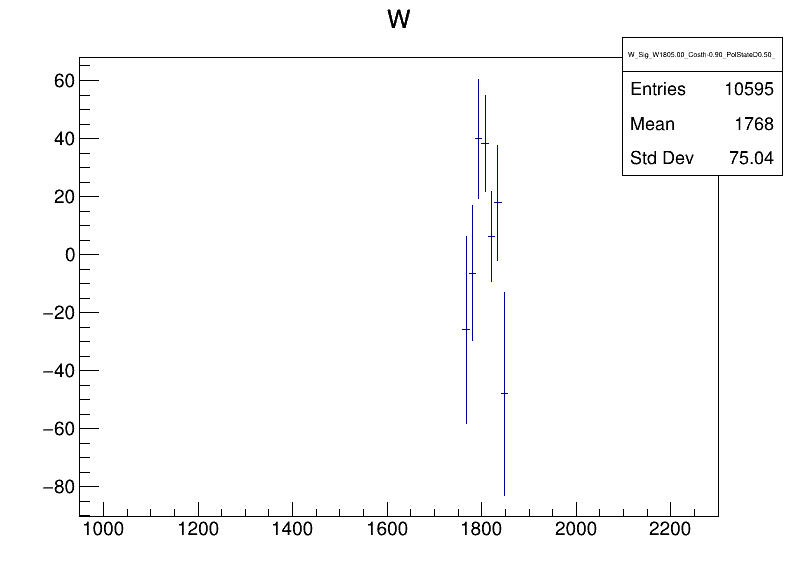 W
W_Sig_W1805.00_Costh-0.90_PolStateD0.50_
Entries 10595
Mean 1768
Std Dev 75.04
60
40
20
0
−20
−40
−60
−80
1000 1200 1400 1600 1800 2000 2200